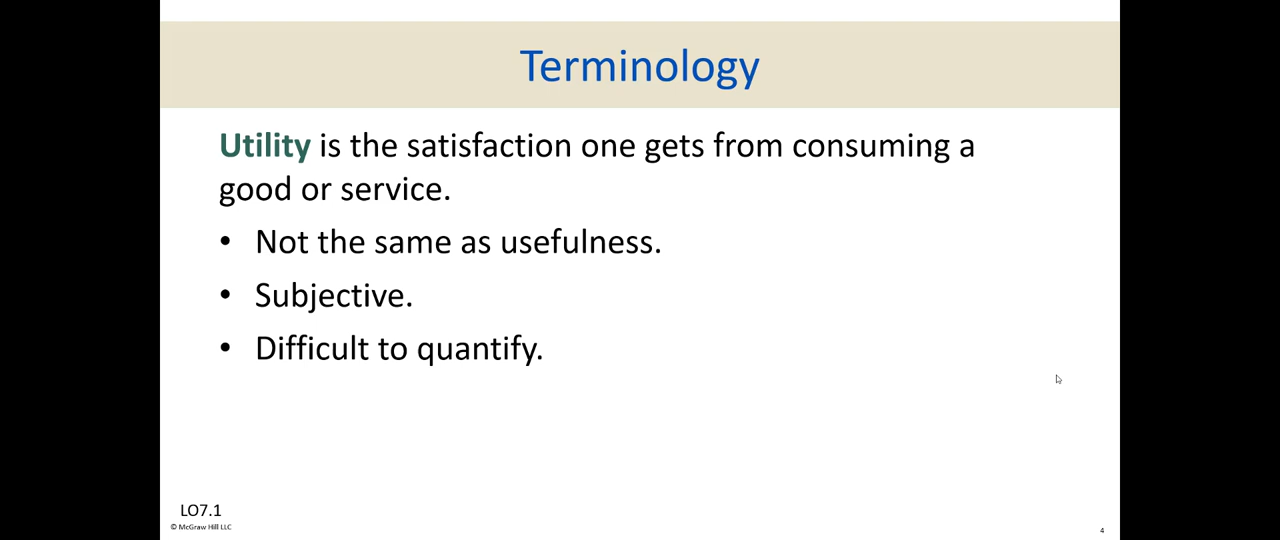 Terminology
Utility is the satisfaction one gets from consuming a
good or service.
• Not the same as usefulness.
• Subjective.
• Difficult to quantify.
LO7.1
© McGraw Hill LLC
4